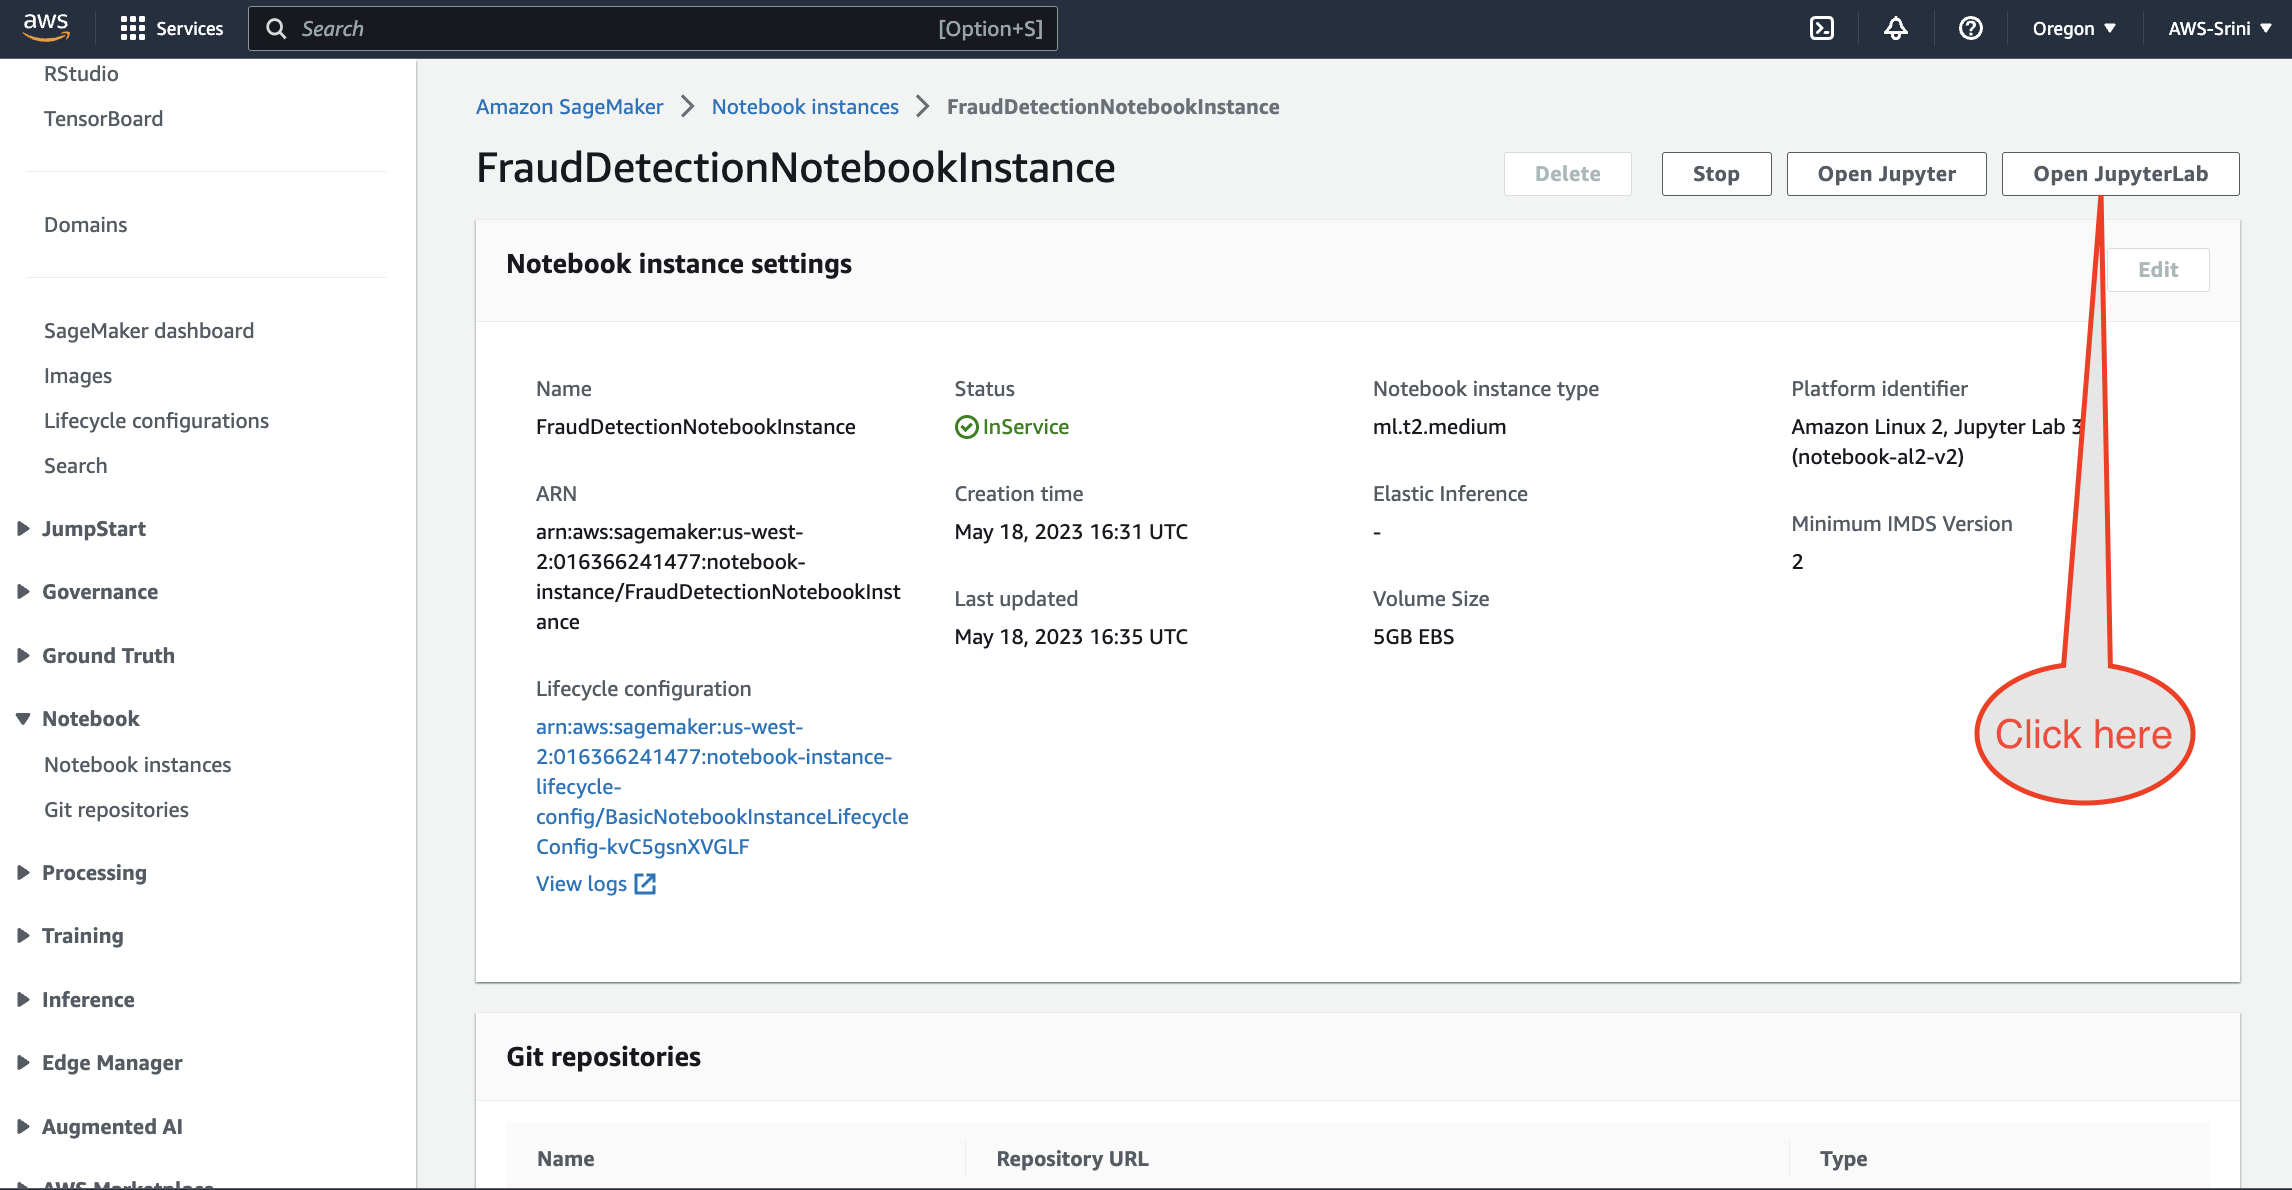 aws
Services
Search
[Option+S]
Oregon
AWS-Srini
RStudio
TensorBoard
Domains
SageMaker dashboard
Images
Lifecycle configurations
Search
JumpStart
Governance
Ground Truth
Notebook
Notebook instances
Git repositories
Processing
Training
Inference
Edge Manager
Augmented AI
AWS Marketplace
Amazon SageMaker
Notebook instances
FraudDetectionNotebookInstance
FraudDetectionNotebookInstance
Delete
Stop
Open Jupyter
Open JupyterLab
Notebook instance settings
Edit
Name
FraudDetectionNotebookInstance
ARN
arn:aws:sagemaker:us-west-
2:016366241477:notebook-
instance/FraudDetectionNotebookInst
ance
Lifecycle configuration
arn:aws:sagemaker:us-west-
2:016366241477:notebook-instance-
lifecycle-
config/BasicNotebookInstanceLifecycle
Config-kvC5gsnXVGLF
View logs
Status
InService
Creation time
May 18, 2023 16:31 UTC
Last updated
May 18, 2023 16:35 UTC
Notebook instance type
ml.t2.medium
Elastic Inference
-
Volume Size
5GB EBS
Platform identifier
Amazon Linux 2, Jupyter Lab 3
(notebook-al2-v2)
Minimum IMDS Version
2
Click here
Git repositories
Name
Repository URL
Type